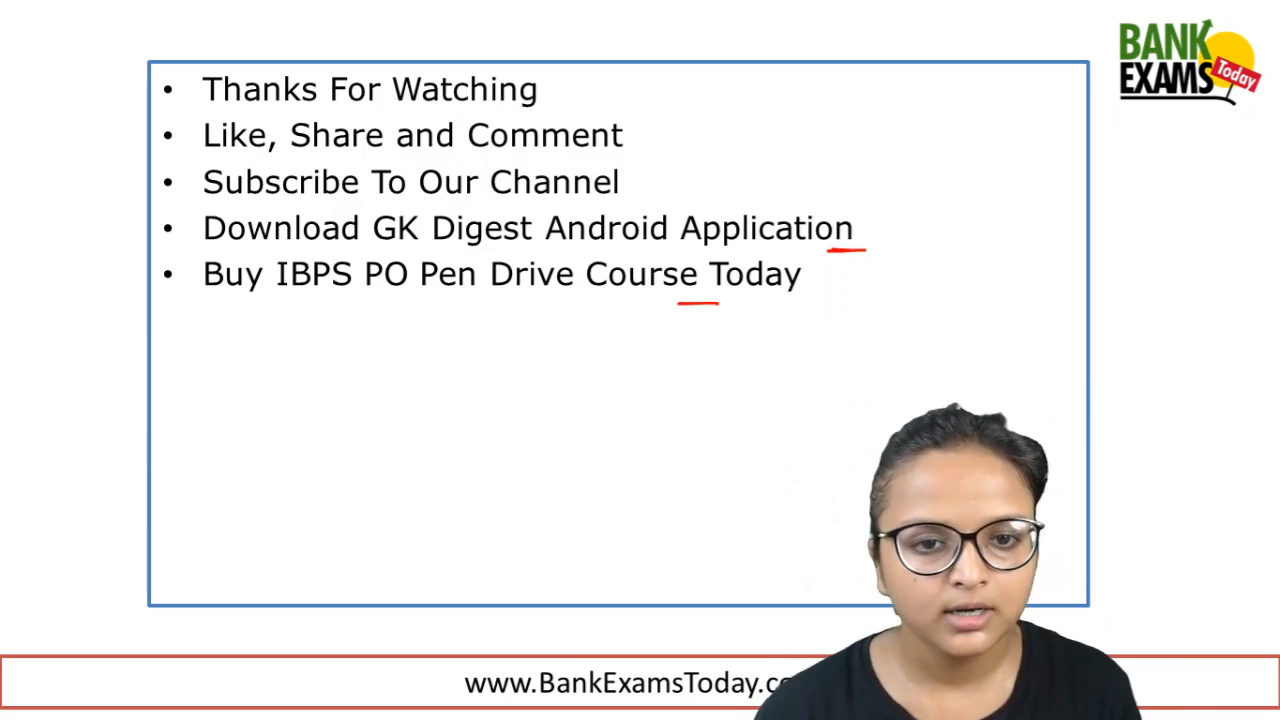 BANK
EXAMS
Today
• Thanks For Watching
• Like, Share and Comment
• Subscribe To Our Channel
• Download GK Digest Android Application
• Buy IBPS PO Pen Drive Course Today
www.BankExamsToday.c